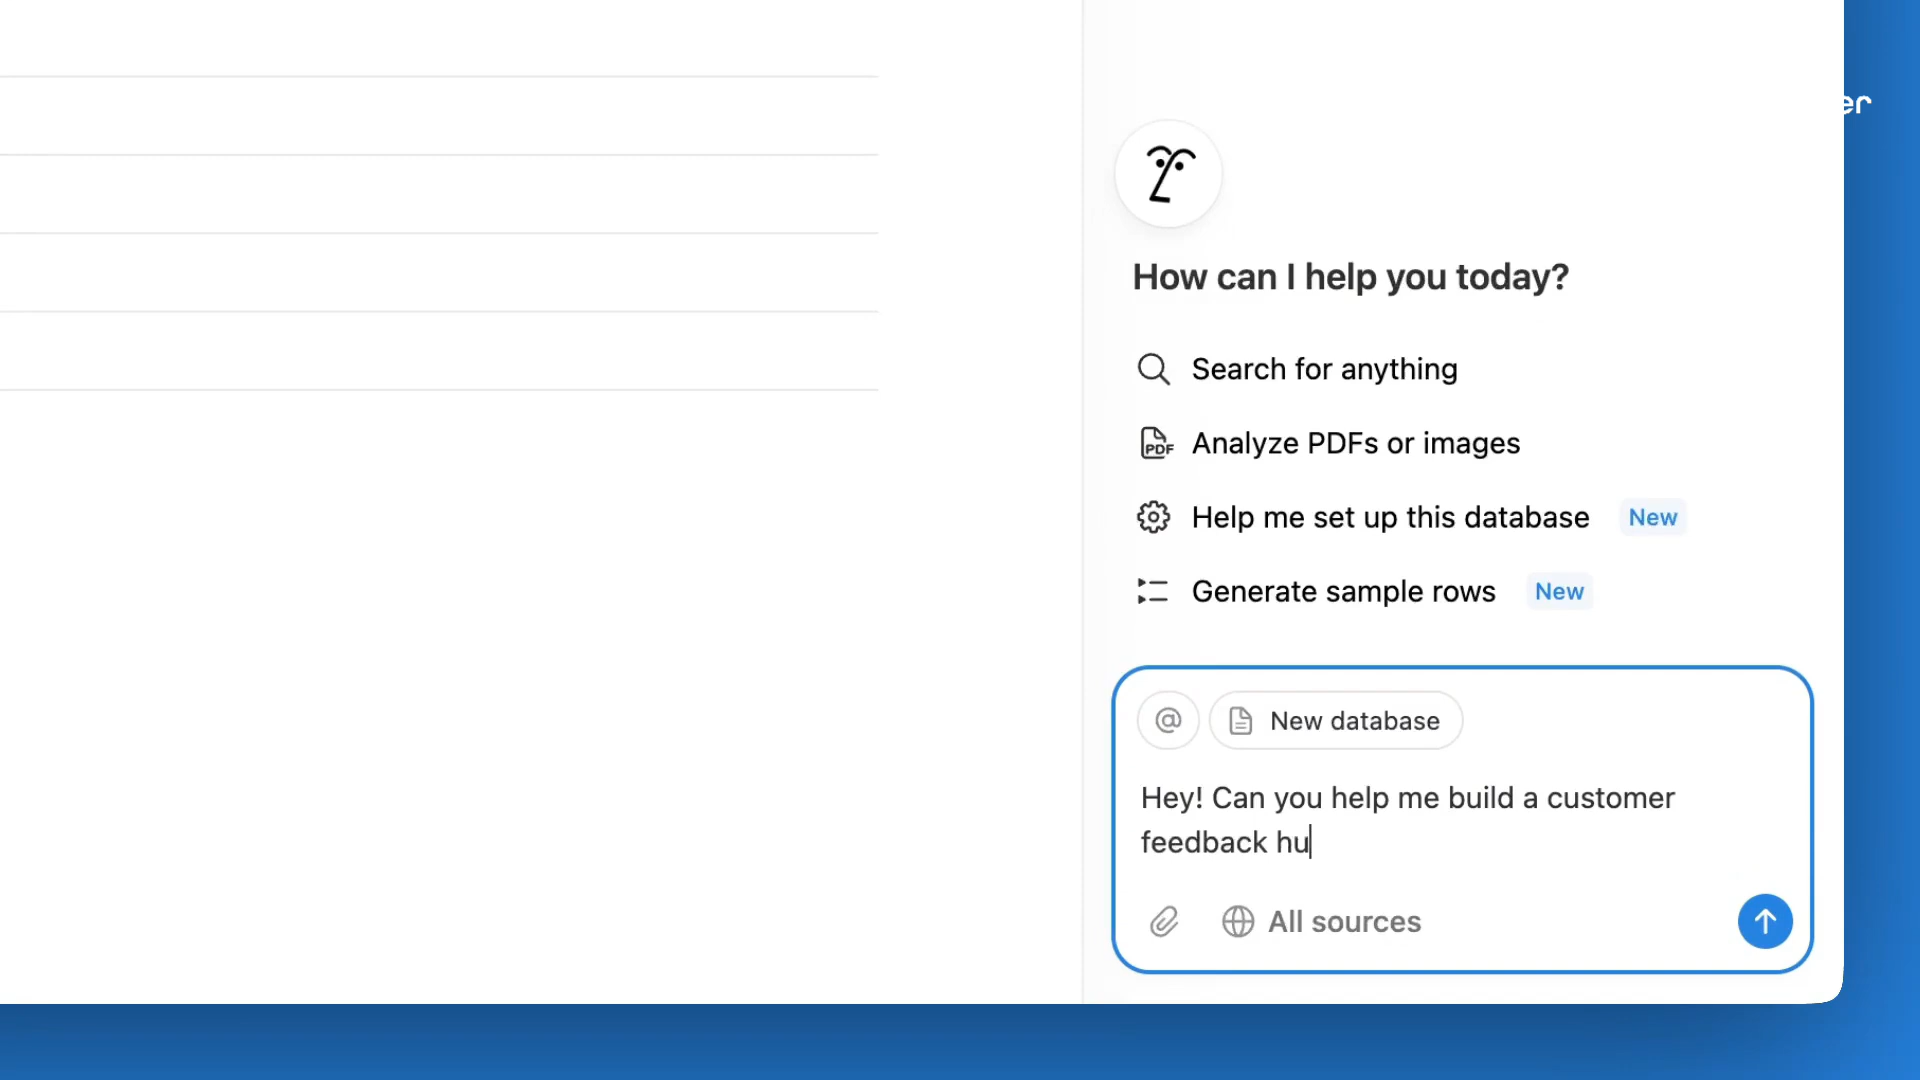 How can I help you today?
Search for anything
PDF Analyze PDFs or images
Help me set up this database New
Generate sample rows New
@ New database
Hey! Can you help me build a customer
feedback hu
All sources